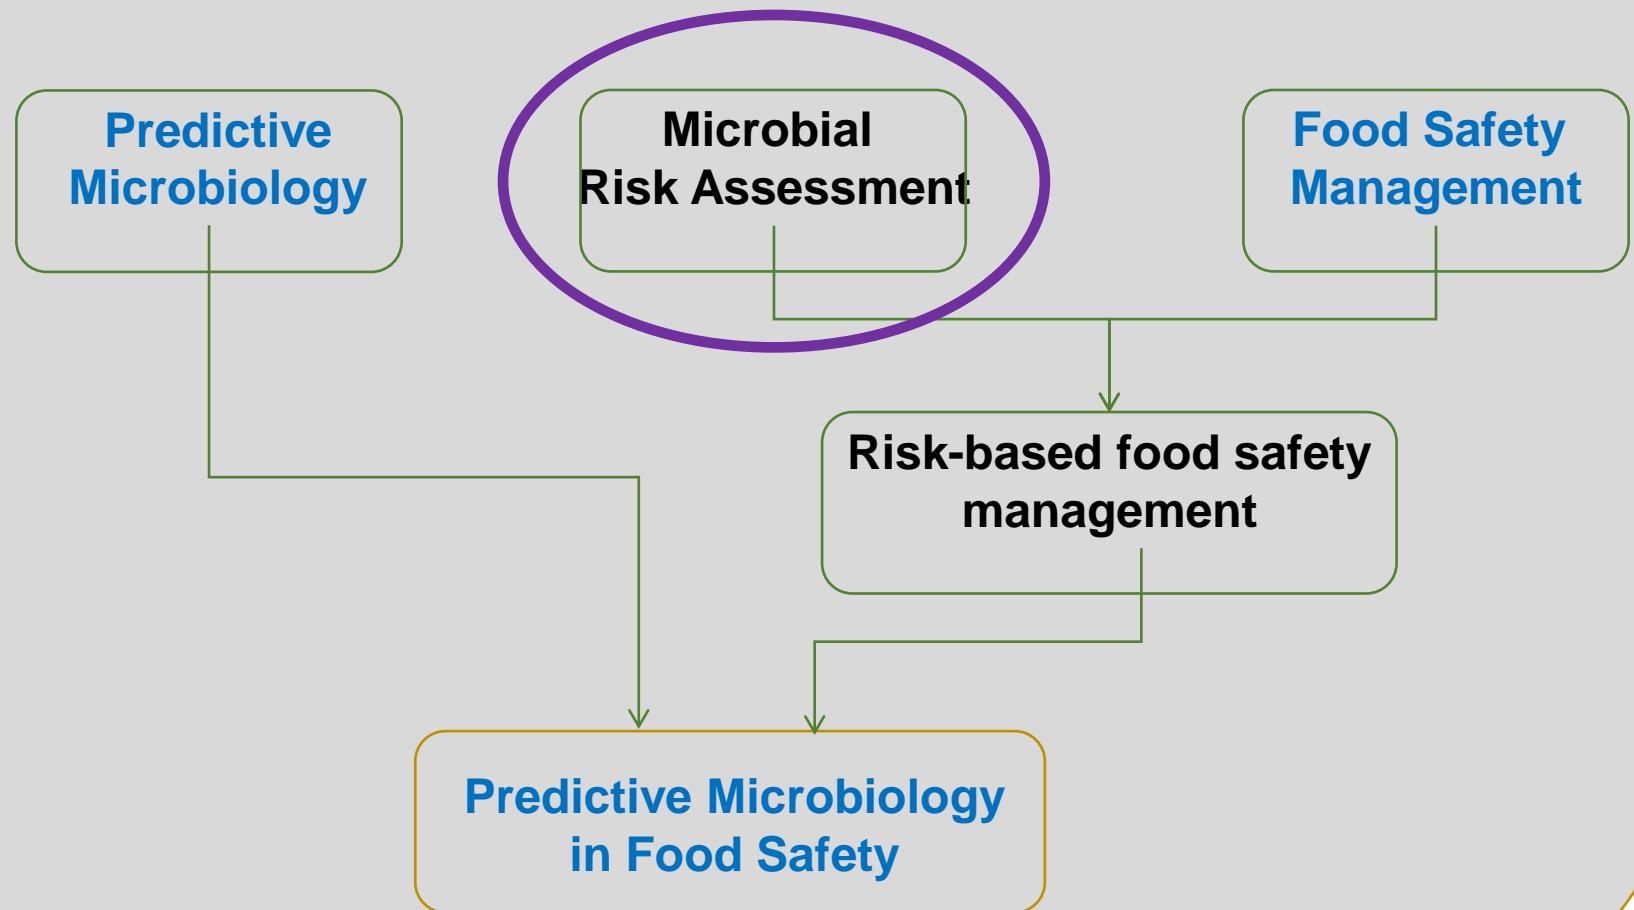 Predictive
Microbiology
Microbial
Risk Assessment
Food Safety
Management
Risk-based food safety
management
Predictive Microbiology
in Food Safety